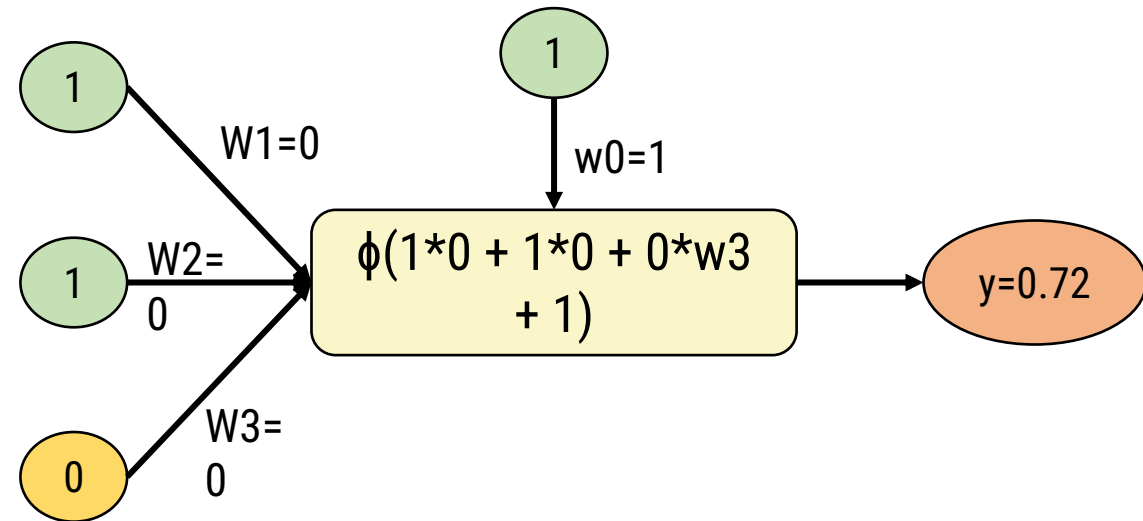 1
1
W1=0
w0=1
W2=
0
1
ϕ(1*0 + 1*0 + 0*w3
+ 1)
y=0.72
W3=
0
0